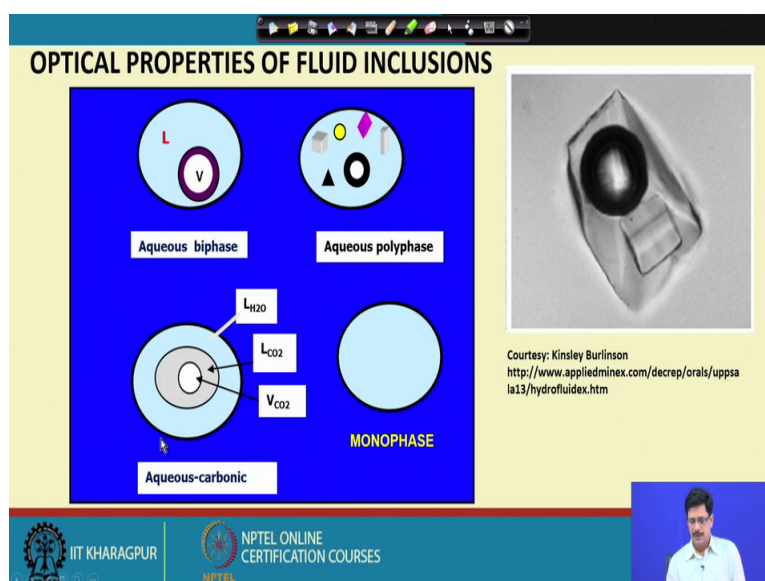 OPTICAL PROPERTIES OF FLUID INCLUSIONS
L
V
Aqueous biphase
Aqueous polyphase
LH2O
LCO2
VCO2
MONOPHASE
Aqueous-carbonic
Courtesy: Kinsley Burlinson
http://www.appliedminex.com/decrep/orals/uppsa
la13/hydrofluidex.htm
IIT KHARAGPUR
NPTEL
NPTEL ONLINE
CERTIFICATION COURSES